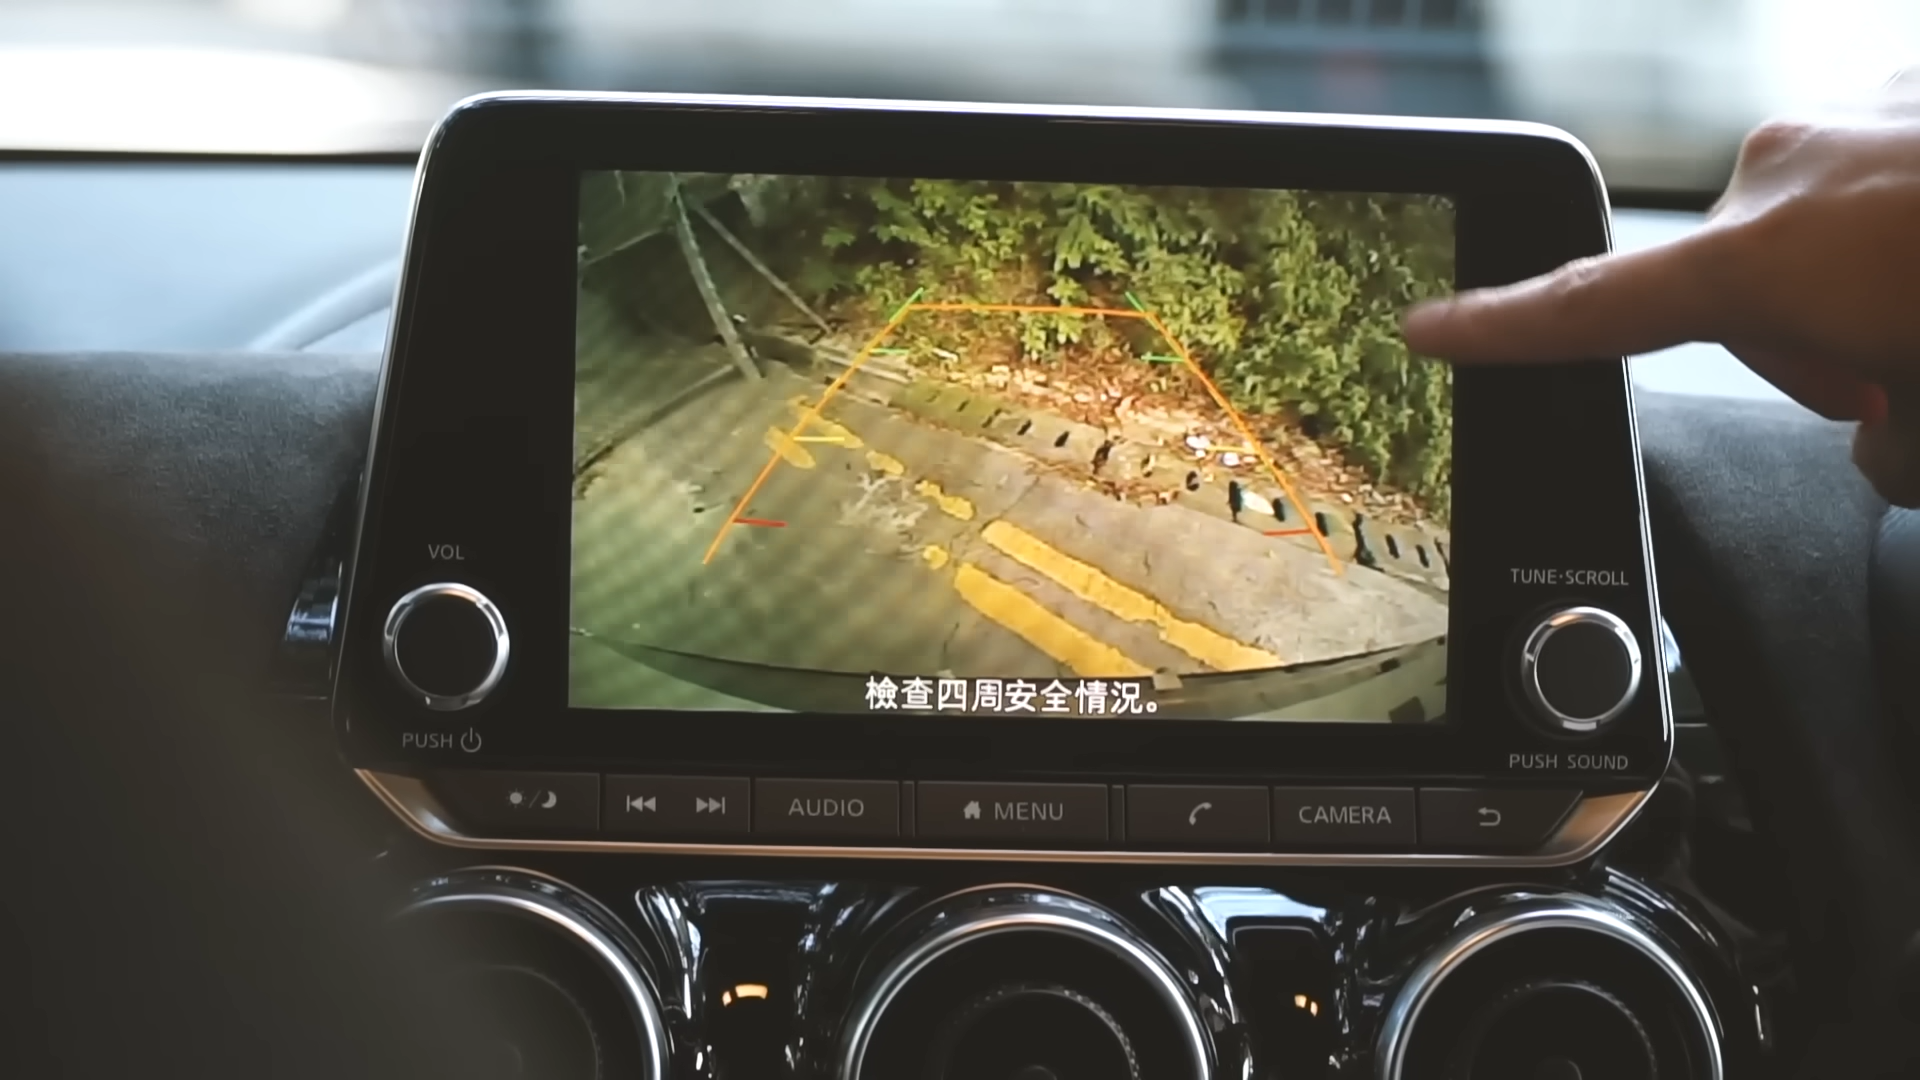 檢查四周安全情況。
VOL
TUNE·SCROLL
PUSH
PUSH SOUND
AUDIO
MENU
CAMERA